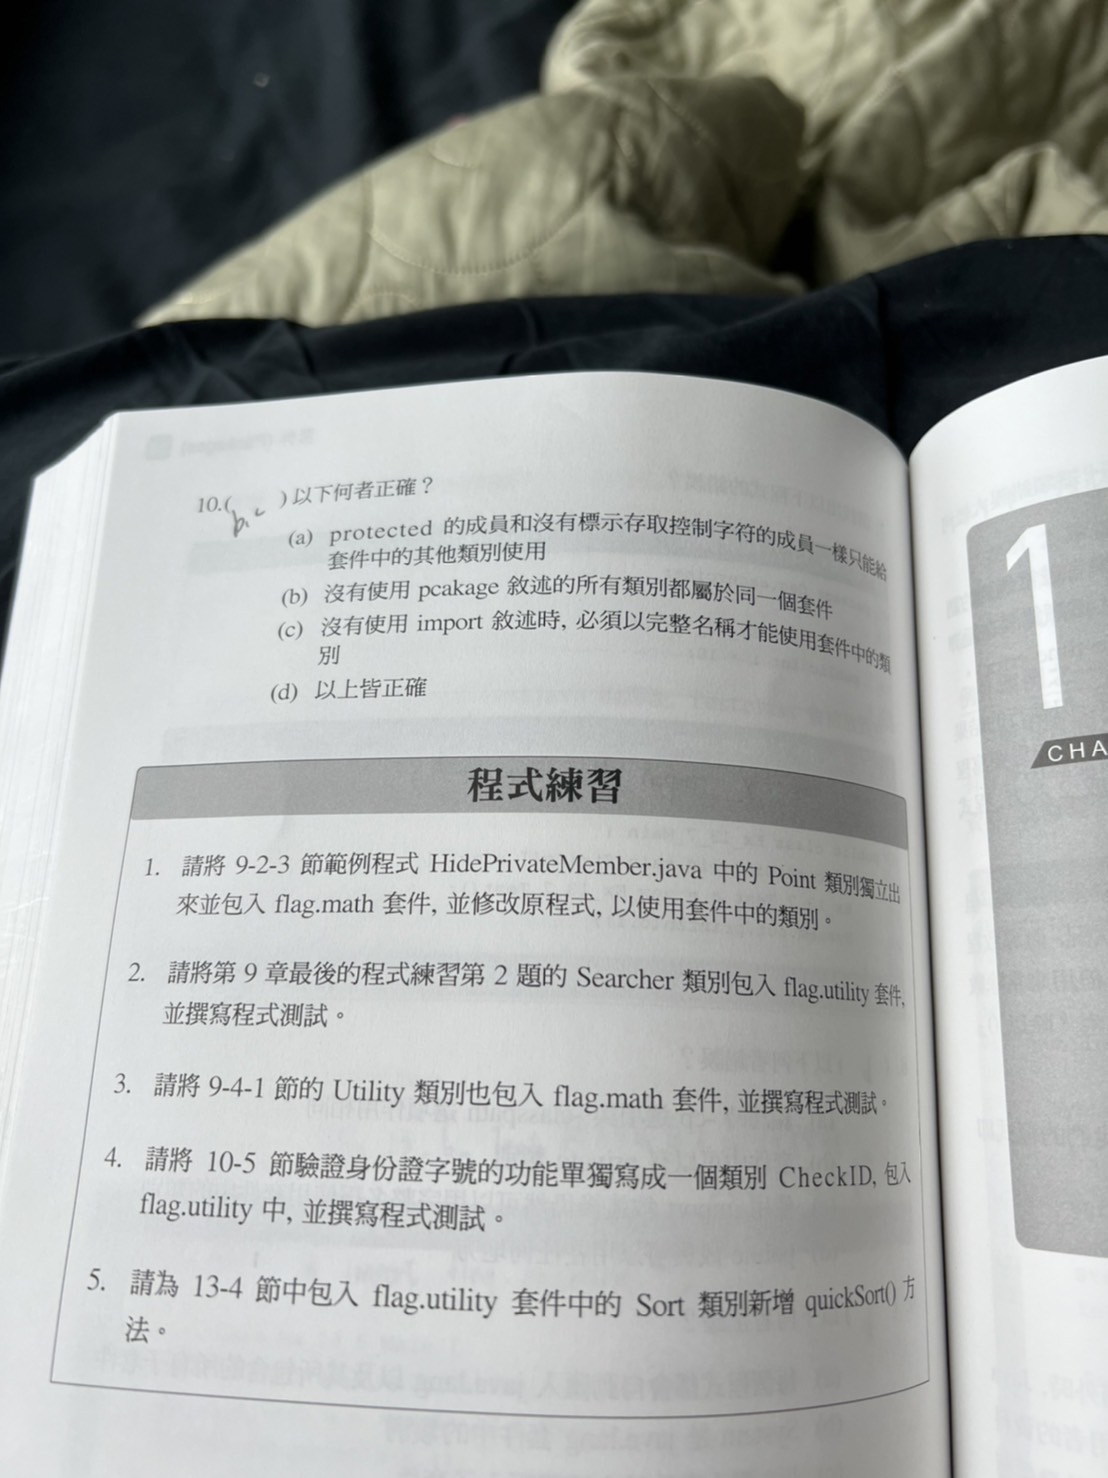 10.( b,c )以下何者正確？
(a) protected 的成員和沒有標示存取控制字符的成員一樣只能給
套件中的其他類別使用
(b) 沒有使用 pcakage 敘述的所有類別都屬於同一個套件
(c) 沒有使用 import 敘述時, 必須以完整名稱才能使用套件中的類
別
(d) 以上皆正確
程式練習
1. 請將 9-2-3 節範例程式 HidePrivateMember.java 中的 Point 類別獨立出
來並包入 flag.math 套件, 並修改原程式, 以使用套件中的類別。
2. 請將第 9 章最後的程式練習第 2 題的 Searcher 類別包入 flag.utility 套件,
並撰寫程式測試。
3. 請將 9-4-1 節的 Utility 類別也包入 flag.math 套件, 並撰寫程式測試。
4. 請將 10-5 節驗證身份證字號的功能單獨寫成一個類別 CheckID, 包入
flag.utility 中, 並撰寫程式測試。
5. 請為 13-4 節中包入 flag.utility 套件中的 Sort 類別新增 quickSort() 方
法。
1
CHA